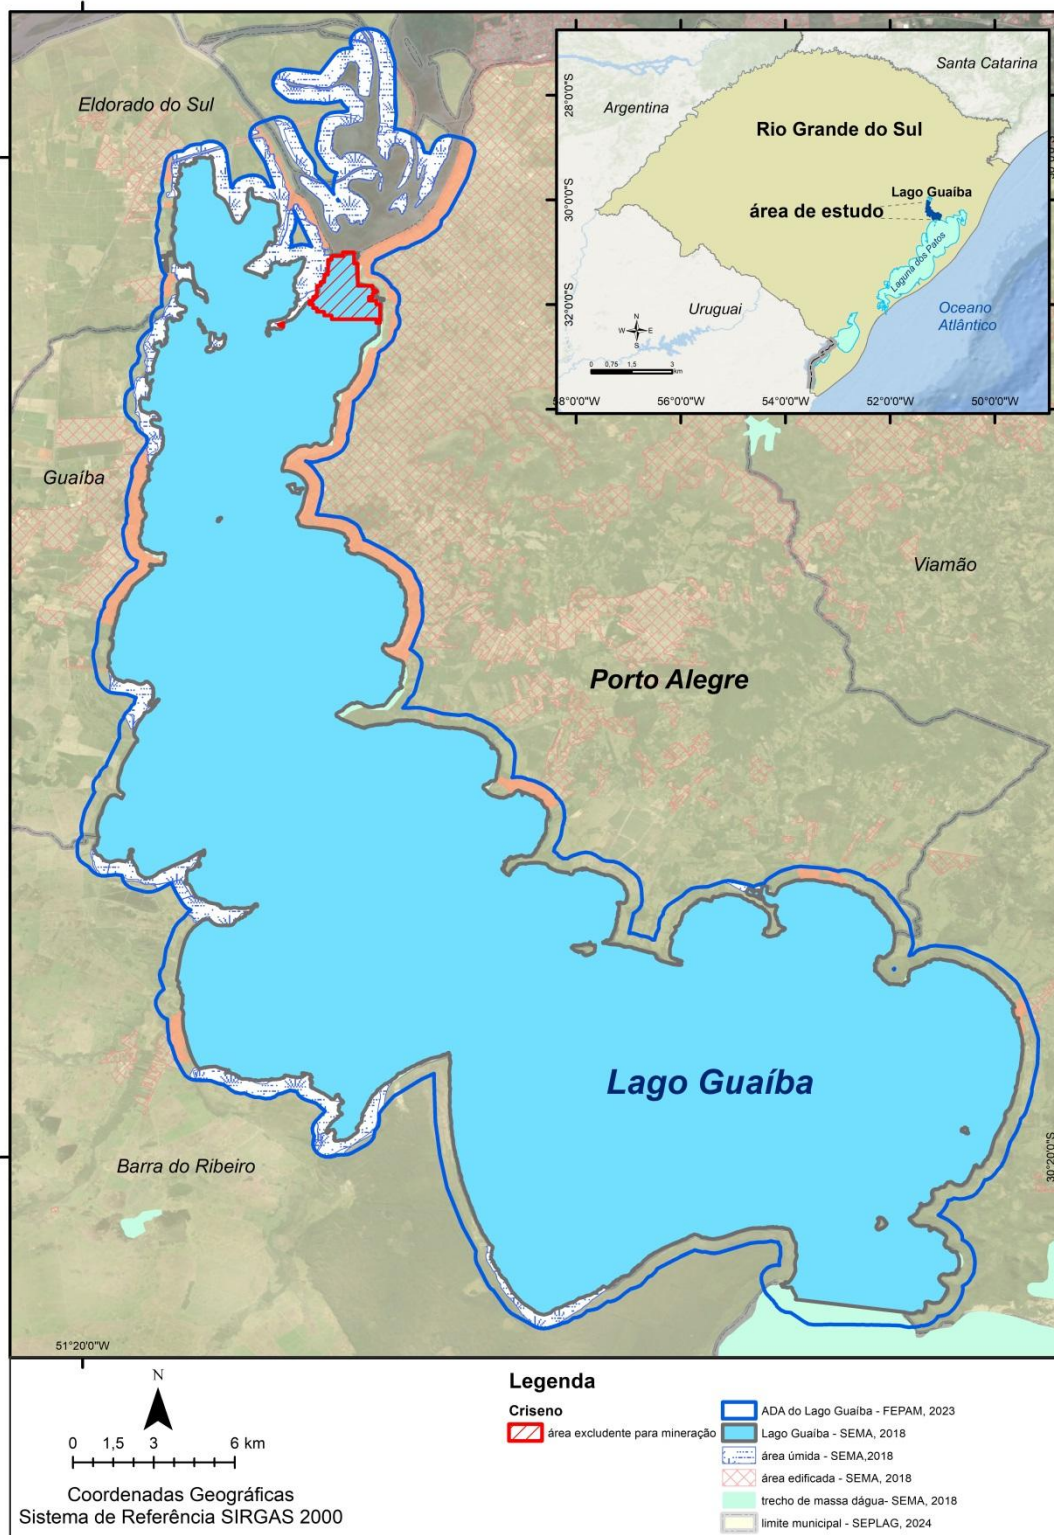 Eldorado do Sul
Santa Catarina
Argentina
Rio Grande do Sul
Lago Guaíba
área de estudo
Laguna dos Patos
Uruguai
Oceano
Atlântico
N
W E
S
0 0,75 1,5 3
km
28°0'0"S
30°0'0"S
32°0'0"S
58°0'0"W 56°0'0"W 54°0'0"W 52°0'0"W 50°0'0"W
Guaíba
Viamão
Porto Alegre
Lago Guaíba
Barra do Ribeiro
30°20'0"S
51°20'0"W
N
0 1,5 3 6 km
Coordenadas Geográficas
Sistema de Referência SIRGAS 2000
Legenda
Criseno
área excludente para mineração
ADA do Lago Guaíba - FEPAM, 2023
Lago Guaíba - SEMA, 2018
área úmida - SEMA,2018
área edificada - SEMA, 2018
trecho de massa dágua- SEMA, 2018
limite municipal - SEPLAG, 2024